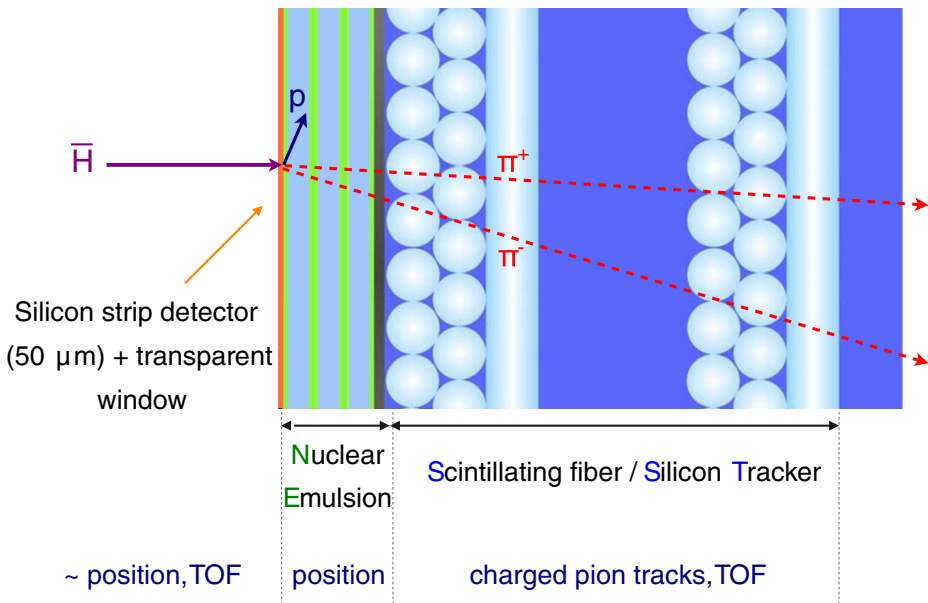 p
H̅
π⁺
π⁻
Silicon strip detector
(50 µm) + transparent
window
Nuclear
Emulsion
Scintillating fiber / Silicon Tracker
~ position, TOF
position
charged pion tracks, TOF